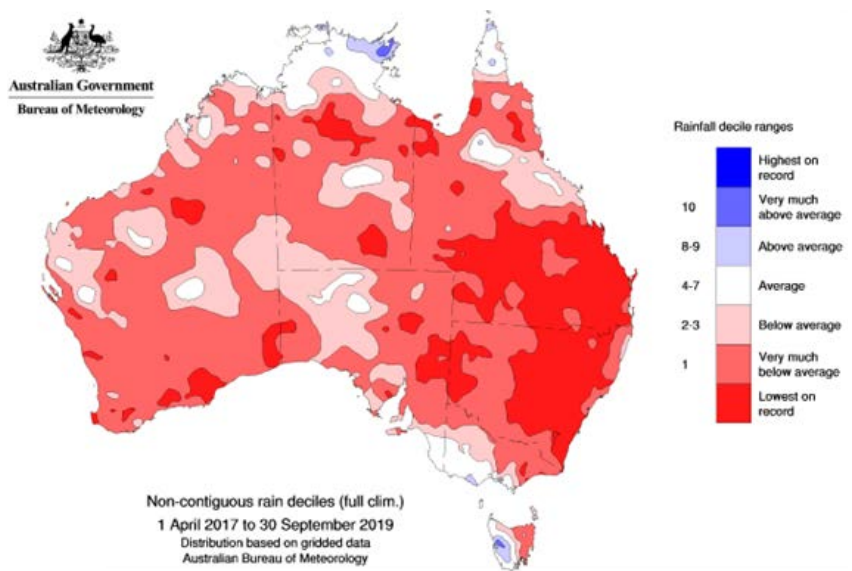 Australian Government
Bureau of Meteorology
Rainfall decile ranges
Highest on
record
10
Very much
above average
8-9
Above average
4-7
Average
2-3
Below average
1
Very much
below average
Lowest on
record
Non-contiguous rain deciles (full clim.)
1 April 2017 to 30 September 2019
Distribution based on gridded data
Australian Bureau of Meteorology